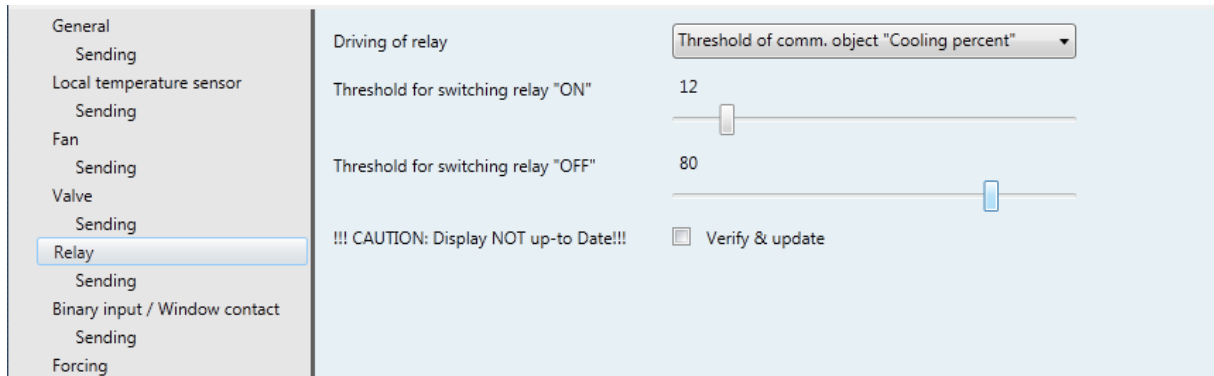 General
Sending
Local temperature sensor
Sending
Fan
Sending
Valve
Sending
Relay
Sending
Binary input / Window contact
Sending
Forcing
Driving of relay
Threshold of comm. object "Cooling percent"
Threshold for switching relay "ON"
12
Threshold for switching relay "OFF"
80
!!! CAUTION: Display NOT up-to Date!!!
Verify & update